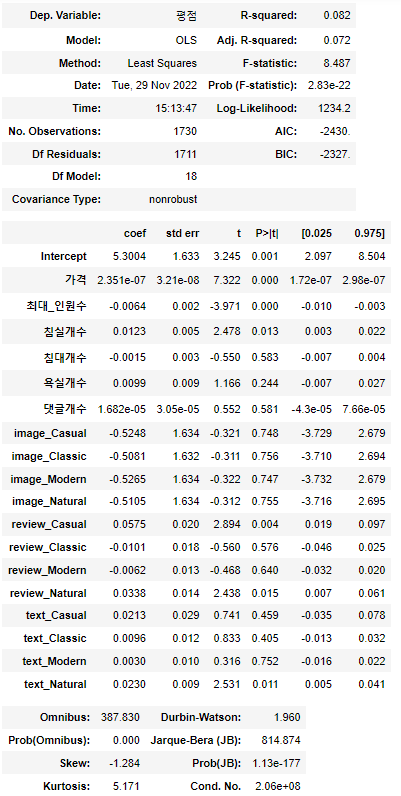 Dep. Variable: 평점 R-squared: 0.082
Model: OLS Adj. R-squared: 0.072
Method: Least Squares F-statistic: 8.487
Date: Tue, 29 Nov 2022 Prob (F-statistic): 2.83e-22
Time: 15:13:47 Log-Likelihood: 1234.2
No. Observations: 1730 AIC: -2430.
Df Residuals: 1711 BIC: -2327.
Df Model: 18
Covariance Type: nonrobust
coef std err t P>|t| [0.025 0.975]
Intercept 5.3004 1.633 3.245 0.001 2.097 8.504
가격 2.351e-07 3.21e-08 7.322 0.000 1.72e-07 2.98e-07
최대_인원수 -0.0064 0.002 -3.971 0.000 -0.010 -0.003
침실개수 0.0123 0.005 2.478 0.013 0.003 0.022
침대개수 -0.0015 0.003 -0.550 0.583 -0.007 0.004
욕실개수 0.0099 0.009 1.166 0.244 -0.007 0.027
댓글개수 1.682e-05 3.05e-05 0.552 0.581 -4.3e-05 7.66e-05
image_Casual -0.5248 1.634 -0.321 0.748 -3.729 2.679
image_Classic -0.5081 1.632 -0.311 0.756 -3.710 2.694
image_Modern -0.5265 1.634 -0.322 0.747 -3.732 2.679
image_Natural -0.5105 1.634 -0.312 0.755 -3.716 2.695
review_Casual 0.0575 0.020 2.894 0.004 0.019 0.097
review_Classic -0.0101 0.018 -0.560 0.576 -0.046 0.025
review_Modern -0.0062 0.013 -0.468 0.640 -0.032 0.020
review_Natural 0.0338 0.014 2.438 0.015 0.007 0.061
text_Casual 0.0213 0.029 0.741 0.459 -0.035 0.078
text_Classic 0.0096 0.012 0.833 0.405 -0.013 0.032
text_Modern 0.0030 0.010 0.316 0.752 -0.016 0.022
text_Natural 0.0230 0.009 2.531 0.011 0.005 0.041
Omnibus: 387.830 Durbin-Watson: 1.960
Prob(Omnibus): 0.000 Jarque-Bera (JB): 814.874
Skew: -1.284 Prob(JB): 1.13e-177
Kurtosis: 5.171 Cond. No. 2.06e+08